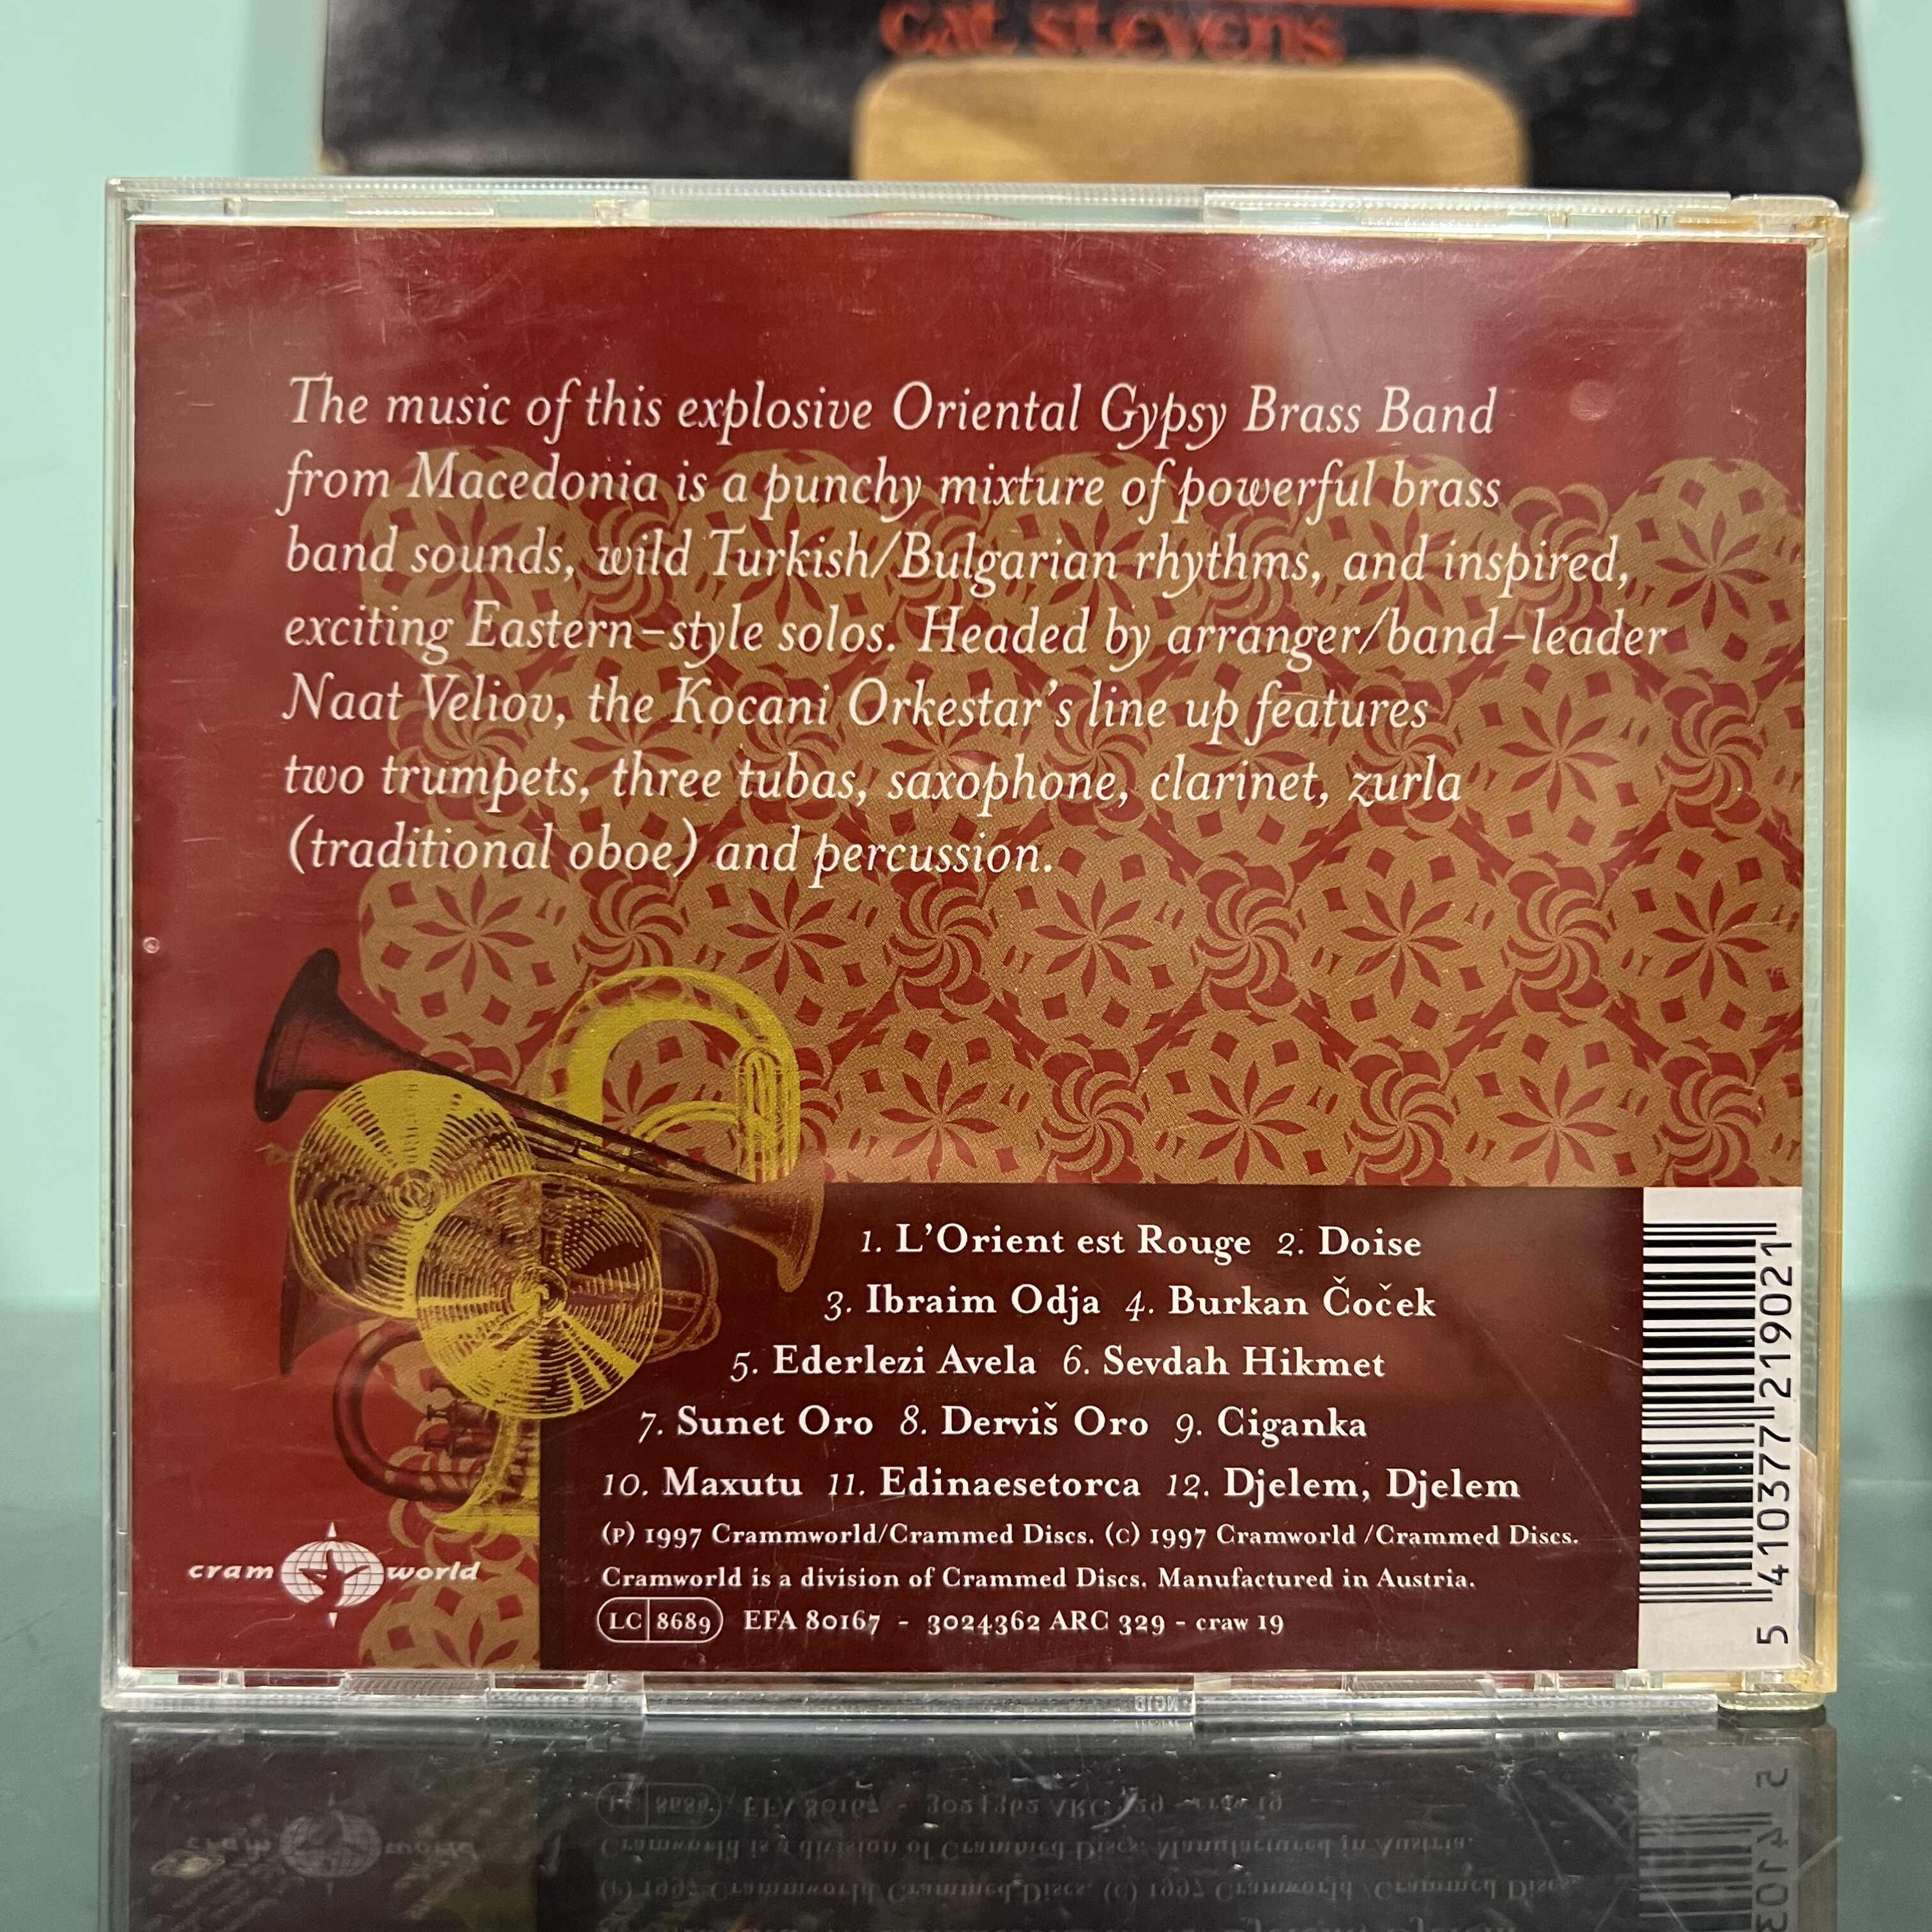 cat stevens
The music of this explosive Oriental Gypsy Brass Band
from Macedonia is a punchy mixture of powerful brass
band sounds, wild Turkish/Bulgarian rhythms, and inspired,
exciting Eastern-style solos. Headed by arranger/band-leader
Naat Veliov, the Kocani Orkestar's line up features
two trumpets, three tubas, saxophone, clarinet, zurla
(traditional oboe) and percussion.
1. L'Orient est Rouge 2. Doise
3. Ibraim Odja 4. Burkan Čoček
5. Ederlezi Avela 6. Sevdah Hikmet
7. Sunet Oro 8. Derviš Oro 9. Ciganka
10. Maxutu 11. Edinaesetorca 12. Djelem, Djelem
(P) 1997 Crammworld/Crammed Discs. (C) 1997 Cramworld /Crammed Discs.
Cramworld is a division of Crammed Discs. Manufactured in Austria.
LC 8689 EFA 80167 - 3024362 ARC 329 - craw 19
cram world
5 410377 219021